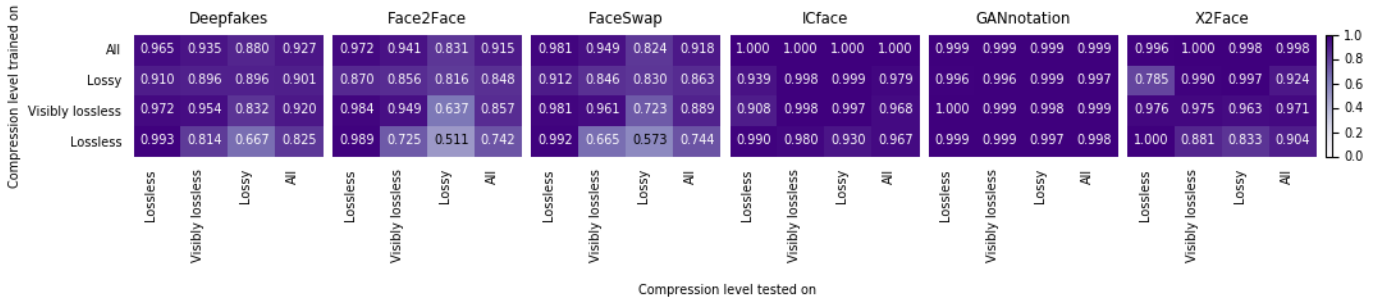 Compression level trained on
Deepfakes Face2Face FaceSwap ICface GANnotation X2Face
All 0.965 0.935 0.880 0.927 0.972 0.941 0.831 0.915 0.981 0.949 0.824 0.918 1.000 1.000 1.000 1.000 0.999 0.999 0.999 0.999 0.996 1.000 0.998 0.998 1.0
Lossy 0.910 0.896 0.896 0.901 0.870 0.856 0.816 0.848 0.912 0.846 0.830 0.863 0.939 0.998 0.999 0.979 0.996 0.996 0.999 0.997 0.785 0.990 0.997 0.924 0.8
0.6
Visibly lossless 0.972 0.954 0.832 0.920 0.984 0.949 0.637 0.857 0.981 0.961 0.723 0.889 0.908 0.998 0.997 0.968 1.000 0.999 0.998 0.999 0.976 0.975 0.963 0.971 0.4
0.2
Lossless 0.993 0.814 0.667 0.825 0.989 0.725 0.511 0.742 0.992 0.665 0.573 0.744 0.990 0.980 0.930 0.967 0.999 0.999 0.997 0.998 1.000 0.881 0.833 0.904 0.0
Lossless Visibly lossless Lossy All Lossless Visibly lossless Lossy All Lossless Visibly lossless Lossy All Lossless Visibly lossless Lossy All Lossless Visibly lossless Lossy All Lossless Visibly lossless Lossy All
Compression level tested on